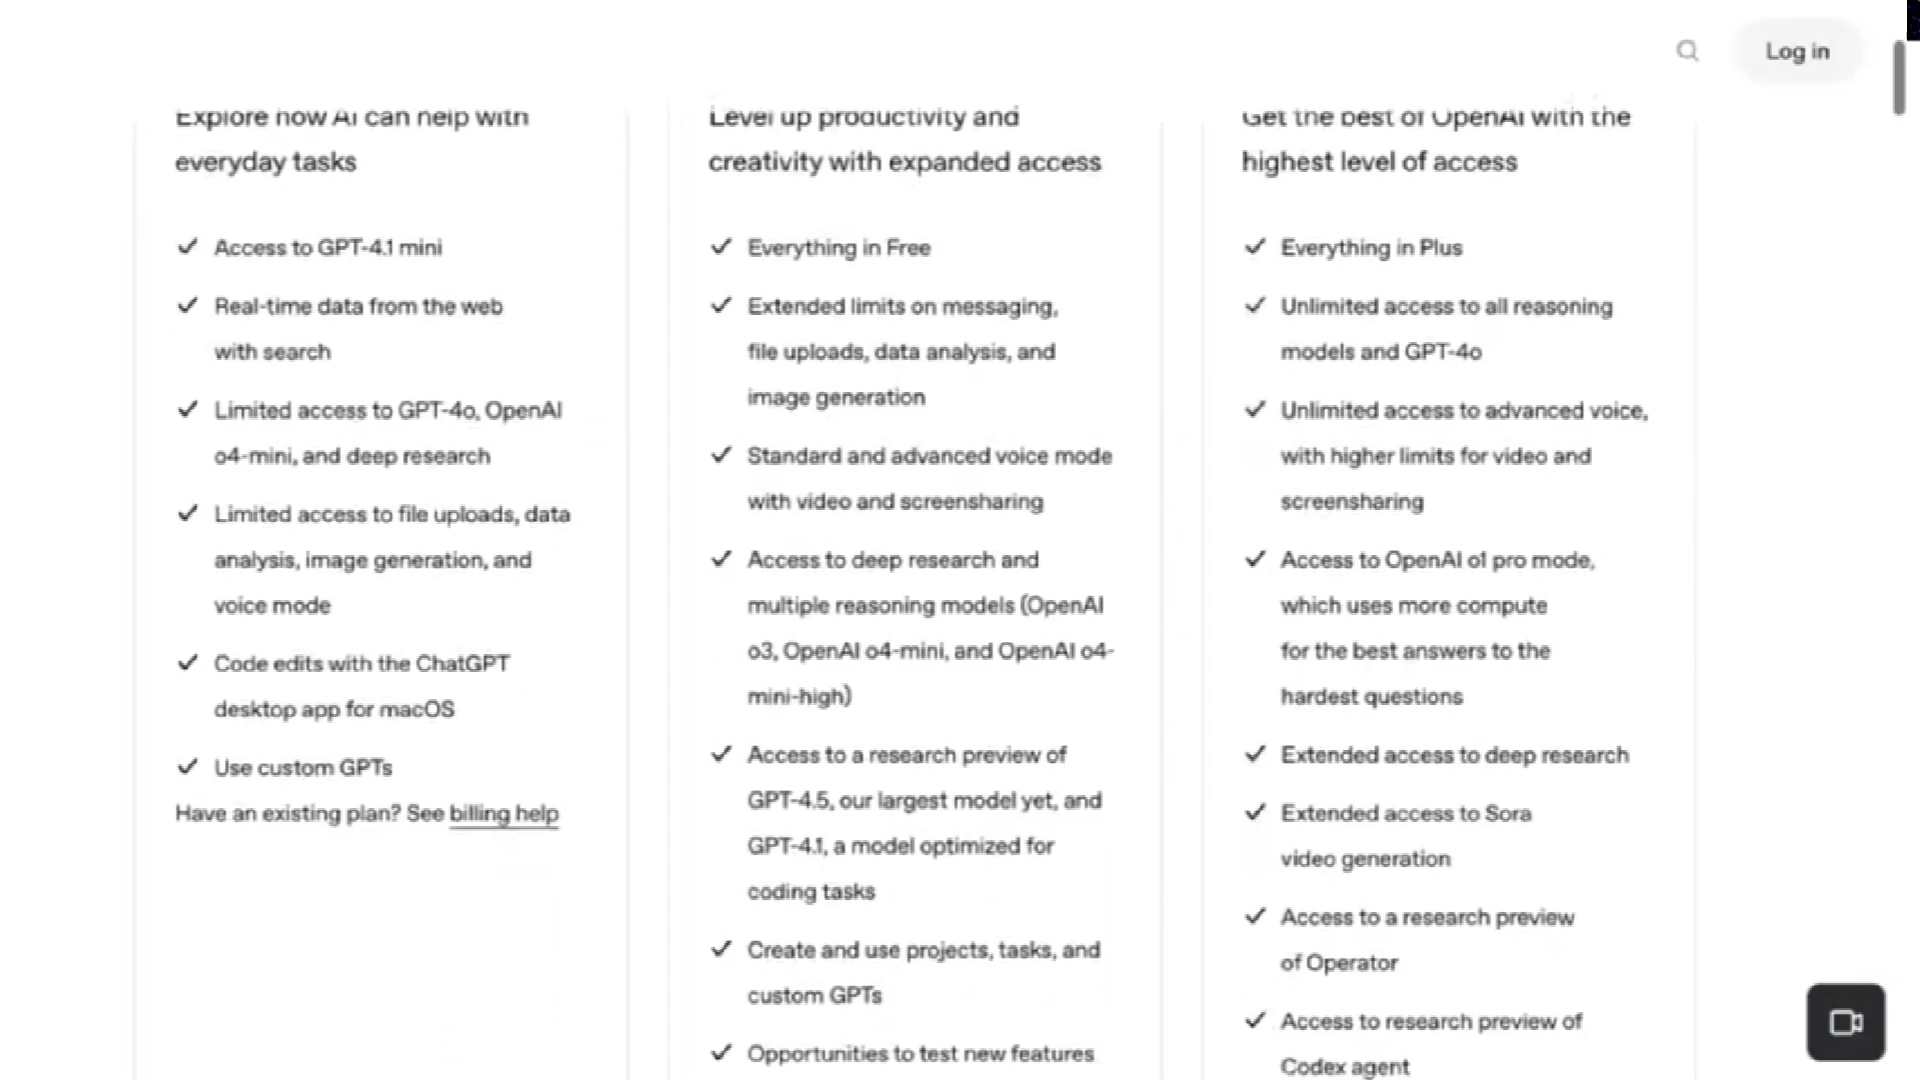 Log in
Explore how AI can help with
everyday tasks
Access to GPT-4.1 mini
Real-time data from the web
with search
Limited access to GPT-4o, OpenAI
o4-mini, and deep research
Limited access to file uploads, data
analysis, image generation, and
voice mode
Code edits with the ChatGPT
desktop app for macOS
Use custom GPTs
Have an existing plan? See billing help
Level up productivity and
creativity with expanded access
Everything in Free
Extended limits on messaging,
file uploads, data analysis, and
image generation
Standard and advanced voice mode
with video and screensharing
Access to deep research and
multiple reasoning models (OpenAI
o3, OpenAI o4-mini, and OpenAI o4-
mini-high)
Access to a research preview of
GPT-4.5, our largest model yet, and
GPT-4.1, a model optimized for
coding tasks
Create and use projects, tasks, and
custom GPTs
Opportunities to test new features
Get the best of OpenAI with the
highest level of access
Everything in Plus
Unlimited access to all reasoning
models and GPT-4o
Unlimited access to advanced voice,
with higher limits for video and
screensharing
Access to OpenAI o1 pro mode,
which uses more compute
for the best answers to the
hardest questions
Extended access to deep research
Extended access to Sora
video generation
Access to a research preview
of Operator
Access to research preview of
Codex agent